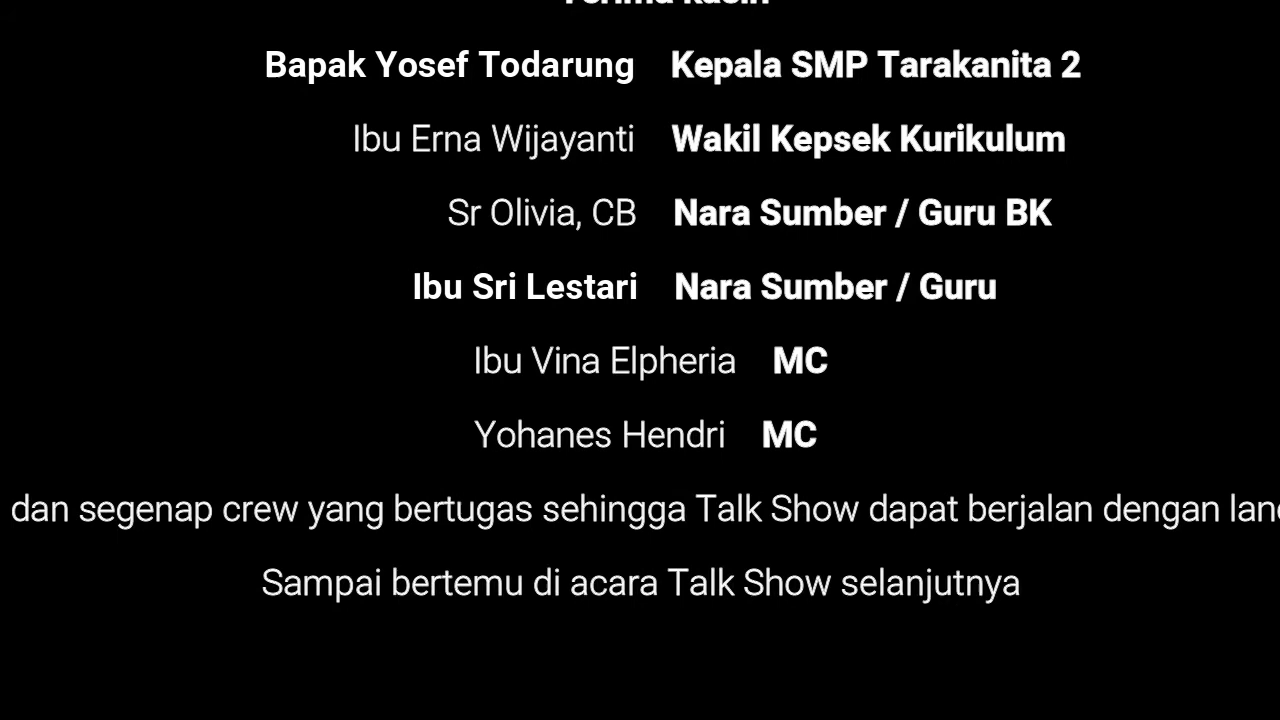 Terima kasih
Bapak Yosef Todarung Kepala SMP Tarakanita 2
Ibu Erna Wijayanti Wakil Kepsek Kurikulum
Sr Olivia, CB Nara Sumber / Guru BK
Ibu Sri Lestari Nara Sumber / Guru
Ibu Vina Elpheria MC
Yohanes Hendri MC
dan segenap crew yang bertugas sehingga Talk Show dapat berjalan dengan
Sampai bertemu di acara Talk Show selanjutnya